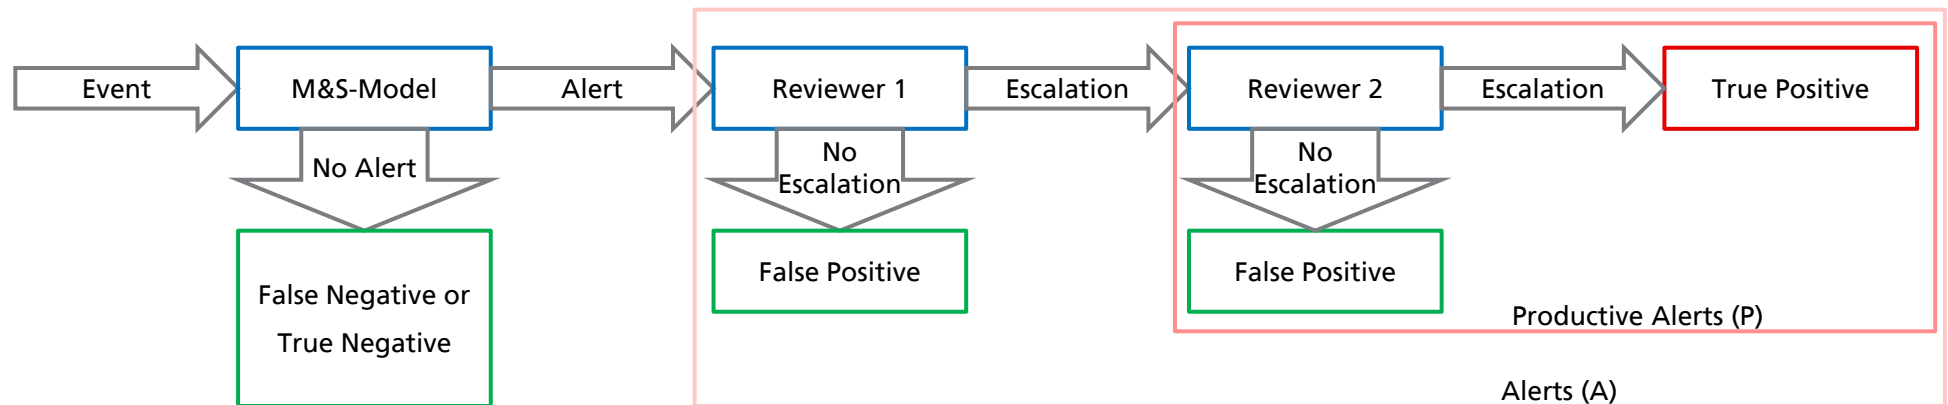 Event
M&S-Model
Alert
Reviewer 1
Escalation
Reviewer 2
Escalation
True Positive
No Alert
No
Escalation
No
Escalation
False Negative or
True Negative
False Positive
False Positive
Productive Alerts (P)
Alerts (A)